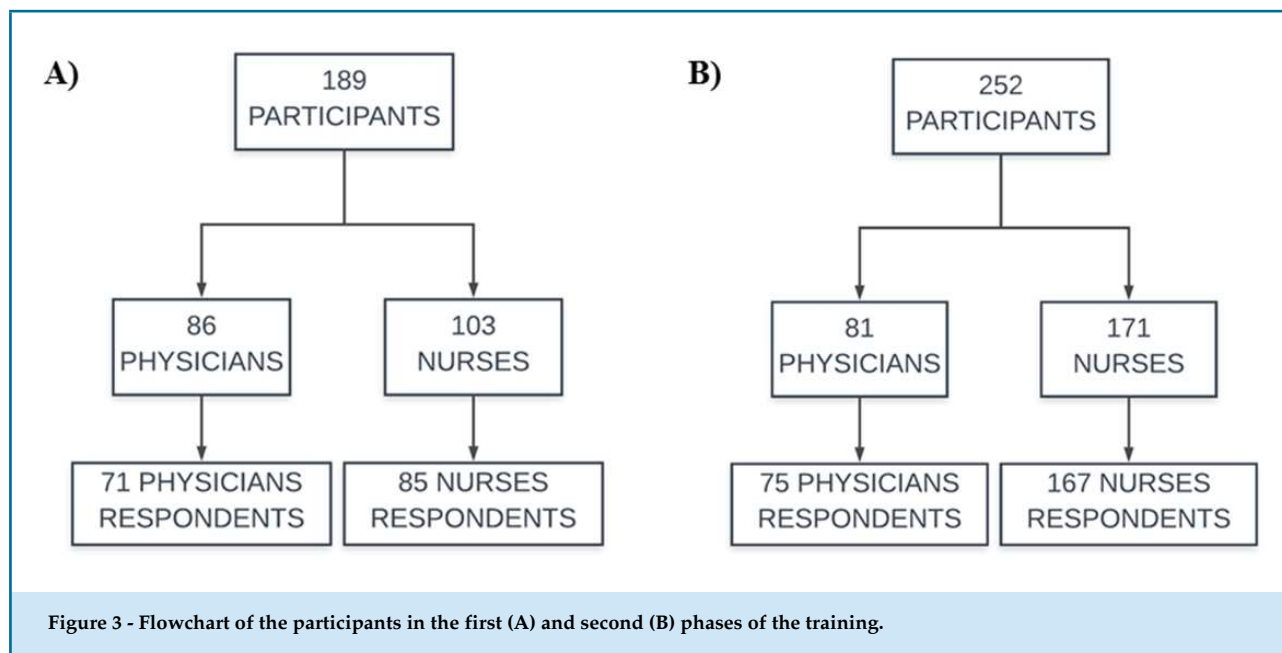 A)
189
PARTICIPANTS
86
PHYSICIANS
103
NURSES
71 PHYSICIANS
RESPONDENTS
85 NURSES
RESPONDENTS
B)
252
PARTICIPANTS
81
PHYSICIANS
171
NURSES
75 PHYSICIANS
RESPONDENTS
167 NURSES
RESPONDENTS
Figure 3 - Flowchart of the participants in the first (A) and second (B) phases of the training.